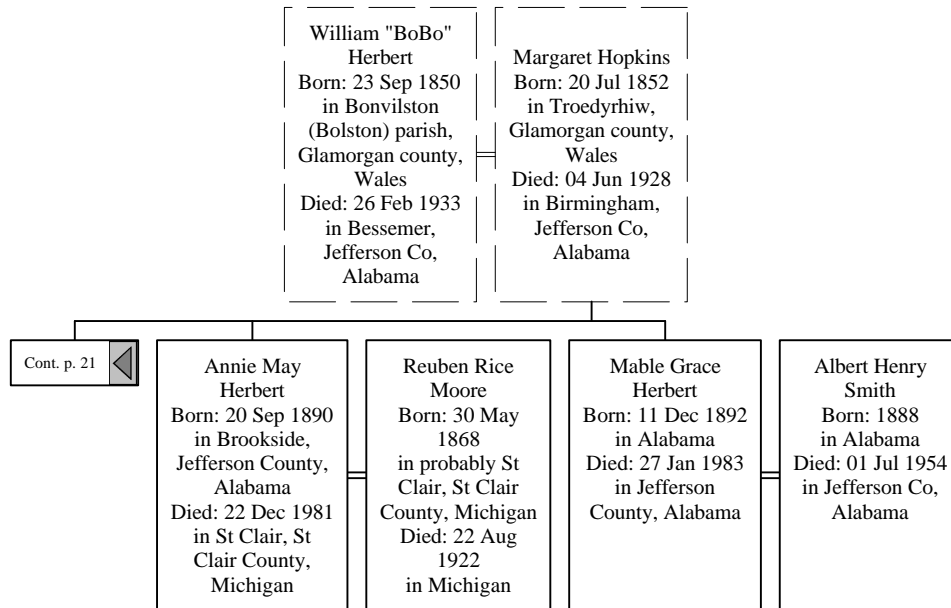 William "BoBo"
Herbert
Born: 23 Sep 1850
in Bonvilston
(Bolston) parish,
Glamorgan county,
Wales
Died: 26 Feb 1933
in Bessemer,
Jefferson Co,
Alabama
Margaret Hopkins
Born: 20 Jul 1852
in Troedyrhiw,
Glamorgan county,
Wales
Died: 04 Jun 1928
in Birmingham,
Jefferson Co,
Alabama
Cont. p. 21
Annie May
Herbert
Born: 20 Sep 1890
in Brookside,
Jefferson County,
Alabama
Died: 22 Dec 1981
in St Clair, St
Clair County,
Michigan
Reuben Rice
Moore
Born: 30 May
1868
in probably St
Clair, St Clair
County, Michigan
Died: 22 Aug
1922
in Michigan
Mable Grace
Herbert
Born: 11 Dec 1892
in Alabama
Died: 27 Jan 1983
in Jefferson
County, Alabama
Albert Henry
Smith
Born: 1888
in Alabama
Died: 01 Jul 1954
in Jefferson Co,
Alabama